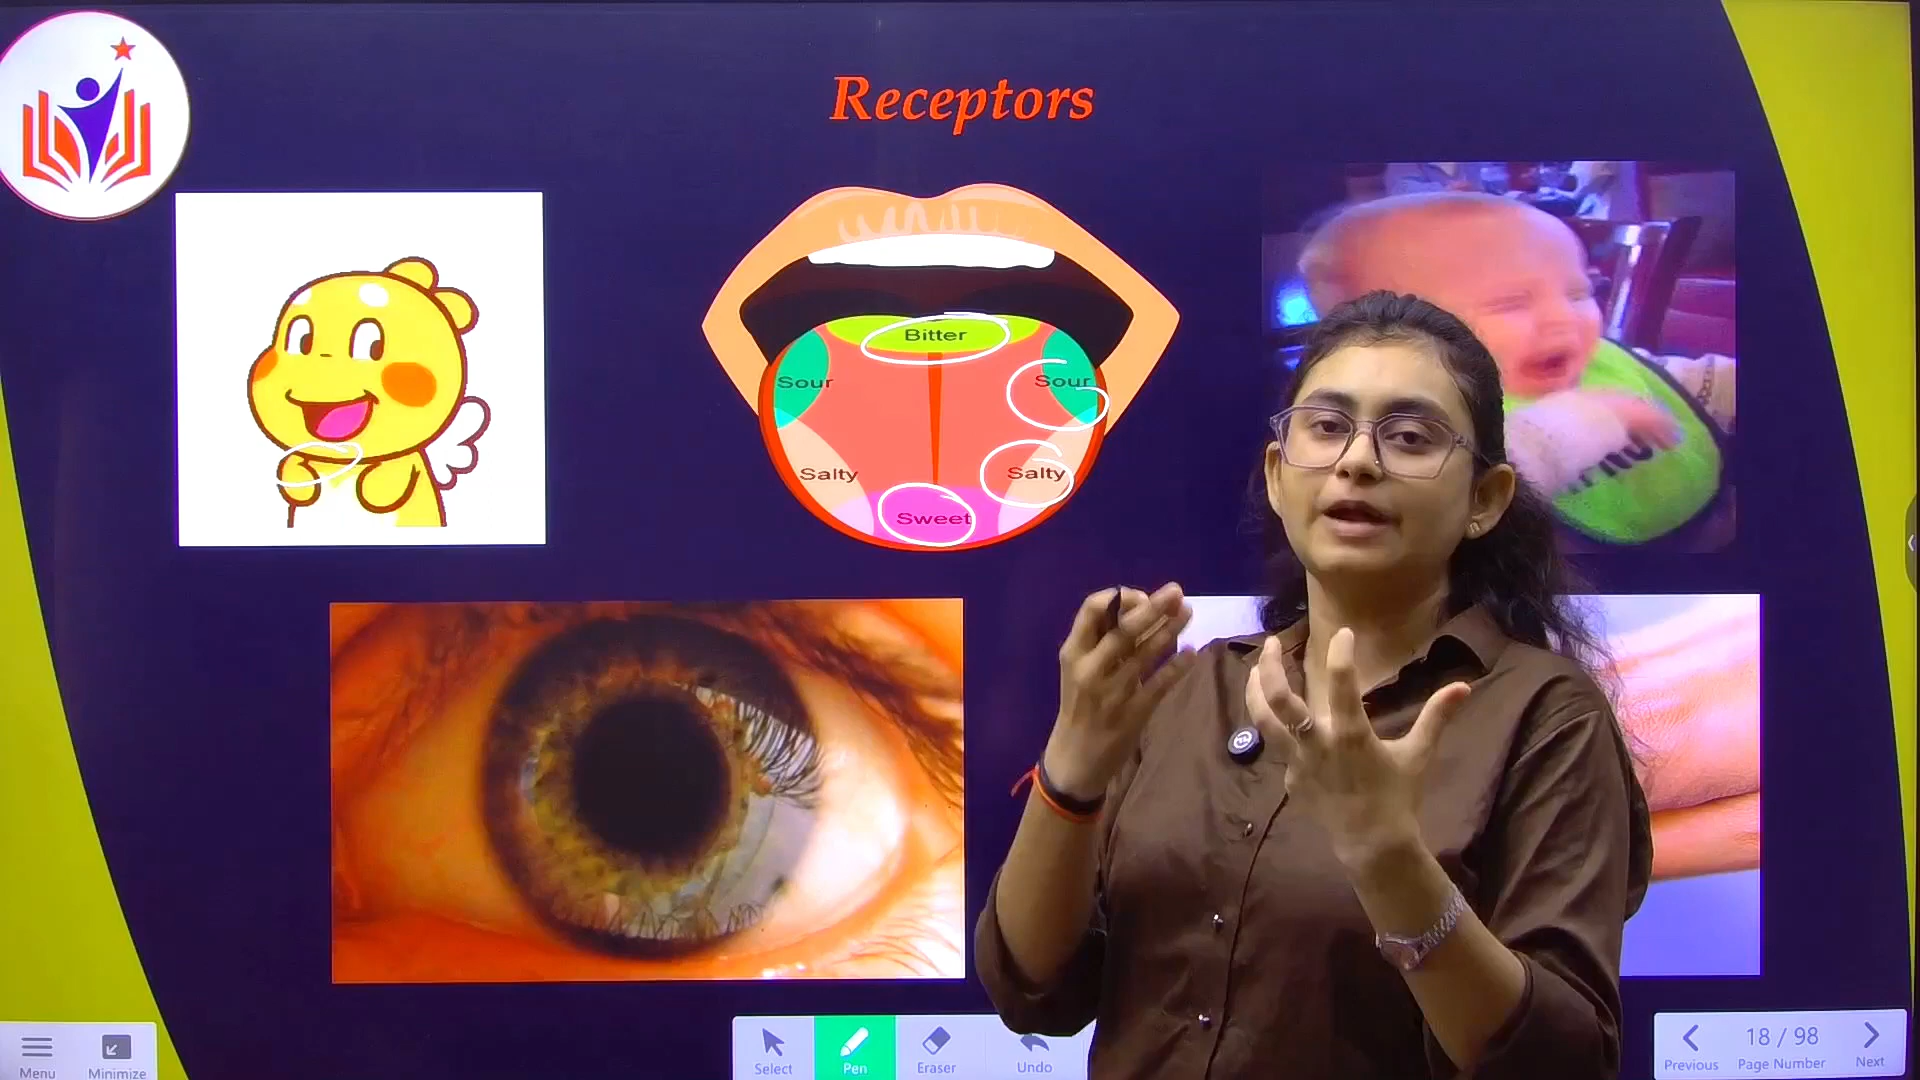 Receptors
Bitter
Sour
Sour
Salty
Salty
Sweet
Menu
Minimize
Select
Pen
Eraser
Undo
Previous
18 / 98
Page Number
Next